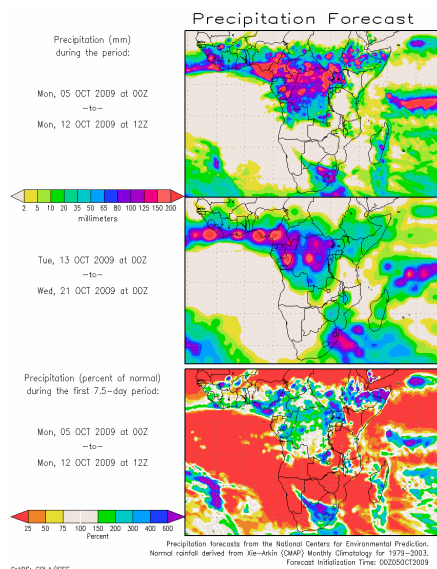 Precipitation Forecast
Precipitation (mm)
during the period:
Mon, 05 OCT 2009 at 00Z
-to-
Mon, 12 OCT 2009 at 12Z
2 5 10 20 35 50 65 80 100 125 150 200
millimeters
Tue, 13 OCT 2009 at 00Z
-to-
Wed, 21 OCT 2009 at 00Z
Precipitation (percent of normal)
during the first 7.5-day period:
Mon, 05 OCT 2009 at 00Z
-to-
Mon, 12 OCT 2009 at 12Z
25 50 75 100 150 200 300 400 600
Percent
Precipitation forecasts from the National Centers for Environmental Prediction.
Normal rainfall derived from Xie-Arkin (CMAP) Monthly Climatology for 1979-2003.
Forecast Initialization Time: 00Z05OCT2009